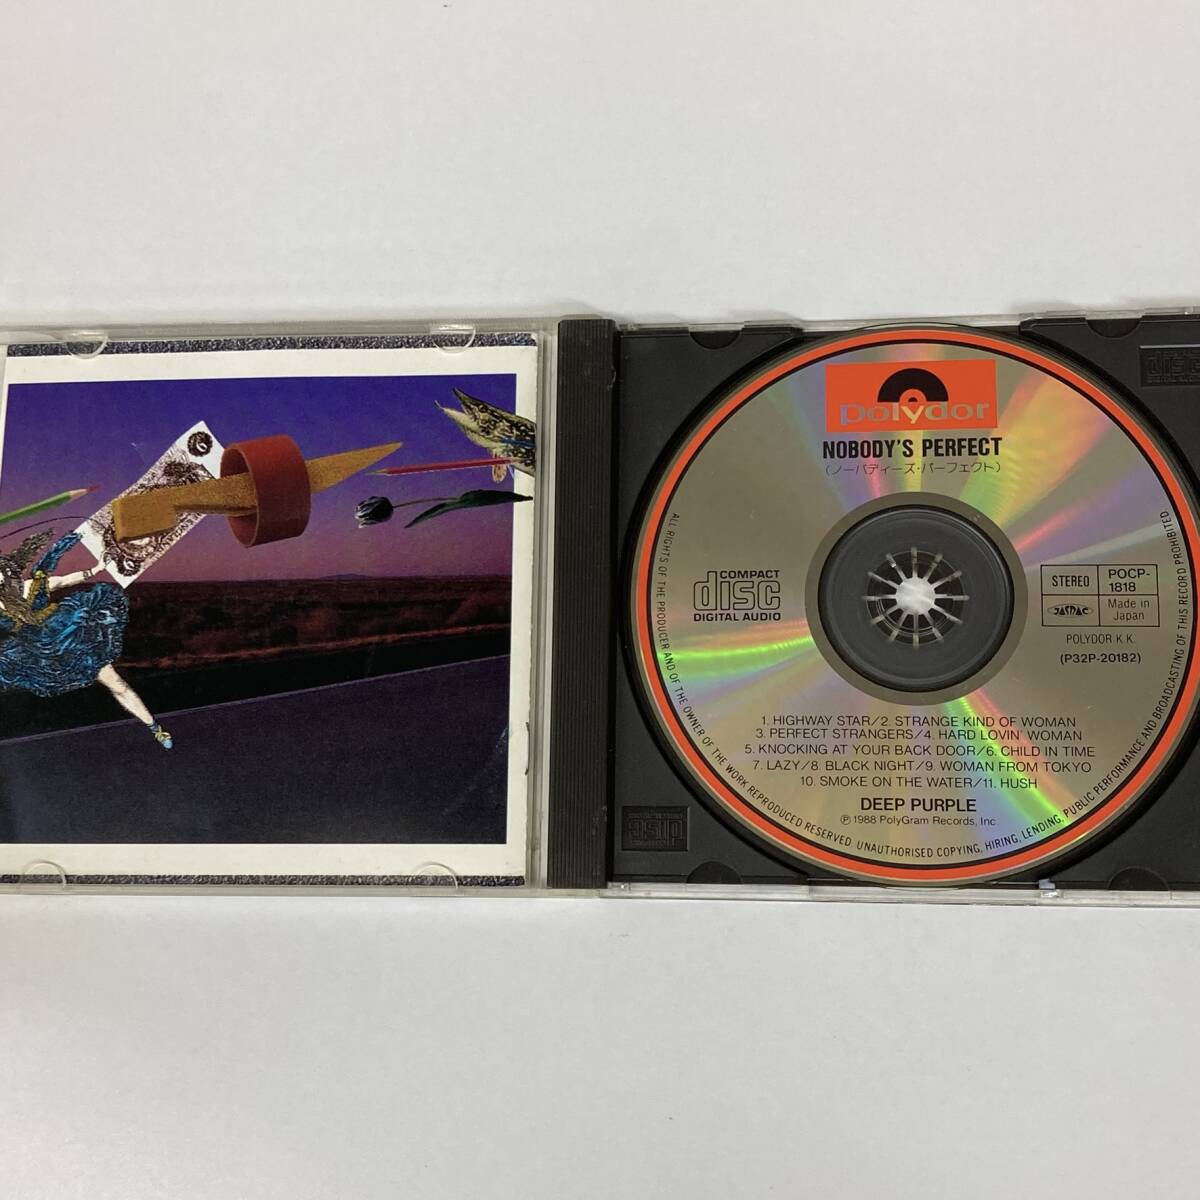 polydor
NOBODY'S PERFECT
(ノーバディーズ・パーフェクト)
COMPACT
disc
DIGITAL AUDIO
STEREO
POCP-
1818
JASRAC
Made in
Japan
POLYDOR K.K.
(P32P-20182)
1. HIGHWAY STAR/2. STRANGE KIND OF WOMAN
3. PERFECT STRANGERS/4. HARD LOVIN' WOMAN
5. KNOCKING AT YOUR BACK DOOR/6. CHILD IN TIME
7. LAZY/8. BLACK NIGHT/9. WOMAN FROM TOKYO
10. SMOKE ON THE WATER/11. HUSH
DEEP PURPLE
Ⓟ 1988 PolyGram Records, Inc.
ALL RIGHTS OF THE PRODUCER AND OF THE OWNER OF THE WORK REPRODUCED RESERVED. UNAUTHORISED COPYING, HIRING, LENDING, PUBLIC PERFORMANCE AND BROADCASTING OF THIS RECORD PROHIBITED
disc
disc